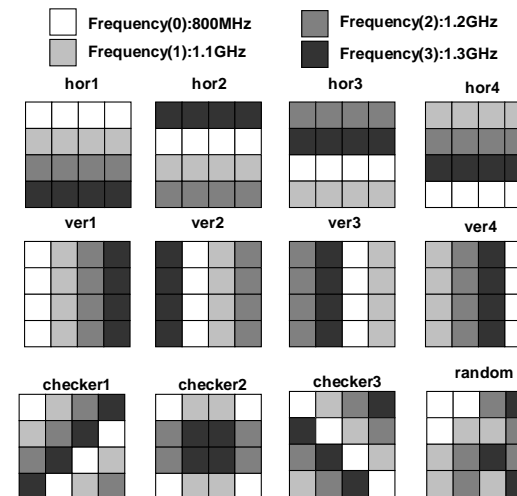 Frequency(0):800MHz Frequency(2):1.2GHz
Frequency(1):1.1GHz Frequency(3):1.3GHz
hor1 hor2 hor3 hor4
ver1 ver2 ver3 ver4
checker1 checker2 checker3 random